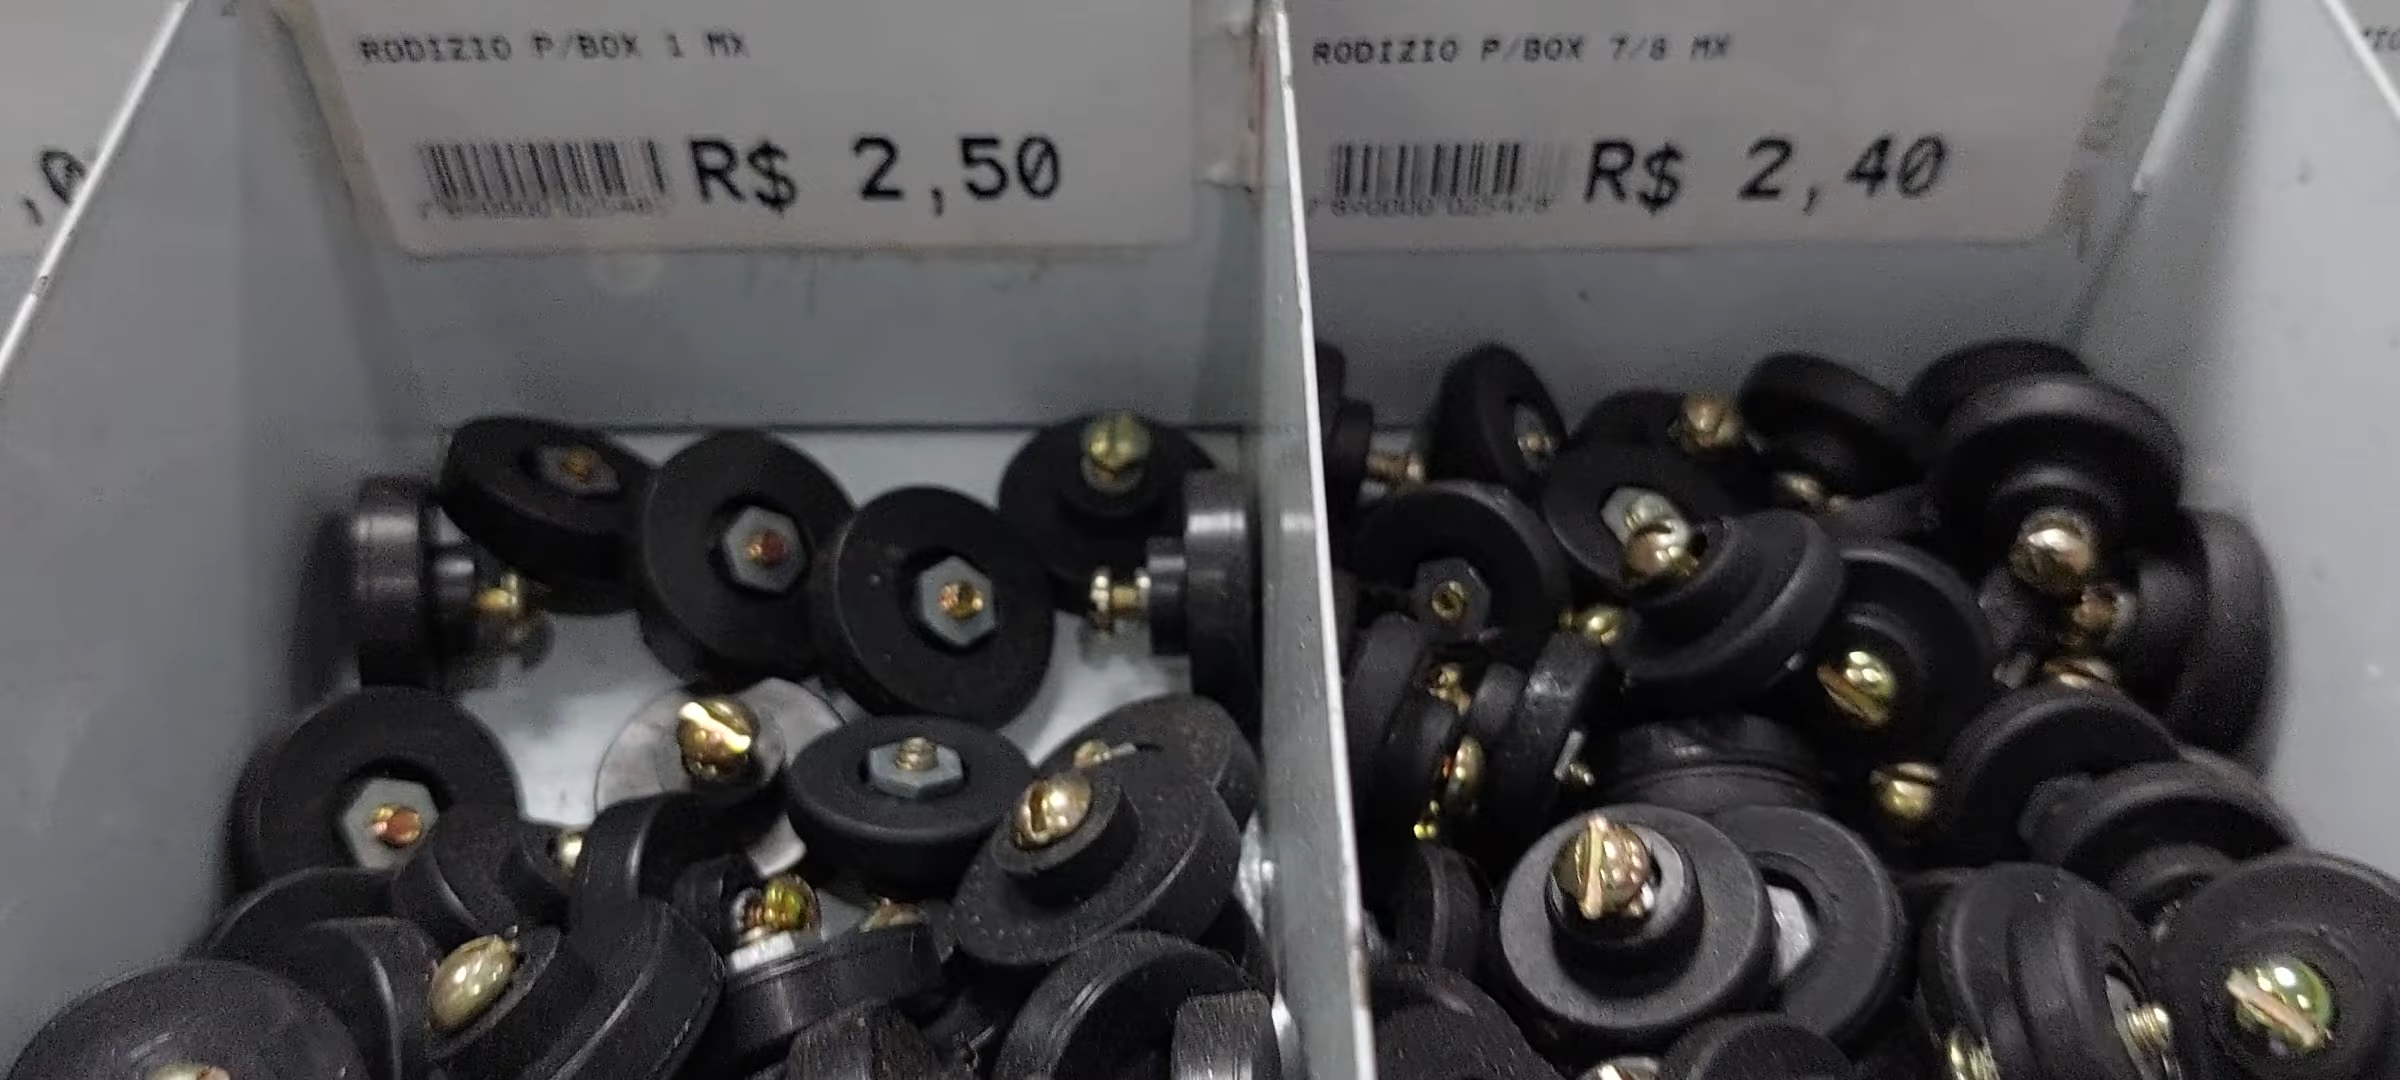 RODIZIO P/BOX 1 MX
R$ 2,50
RODIZIO P/BOX 7/8 MX
R$ 2,40